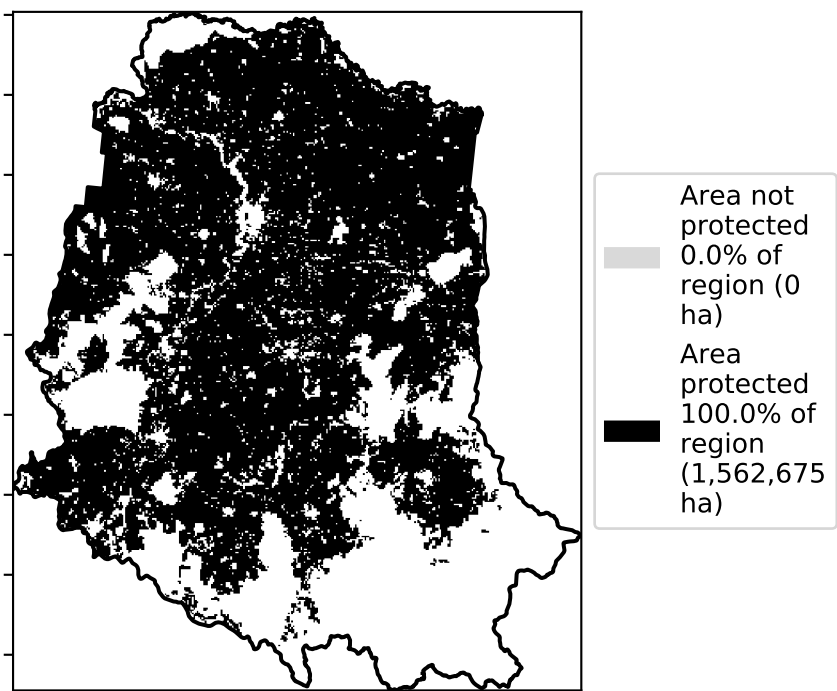 Area not
protected
0.0% of
region (0
ha)
Area
protected
100.0% of
region
(1,562,675
ha)